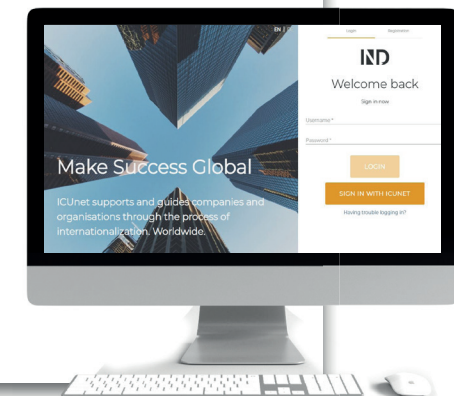 EN |
Login Registration
IND
Welcome back
Sign in now
Username *
Password *
LOGIN
SIGN IN WITH ICUNET
Having trouble logging in?
Make Success Global
ICUnet supports and guides companies and
organisations through the process of
internationalization. Worldwide.